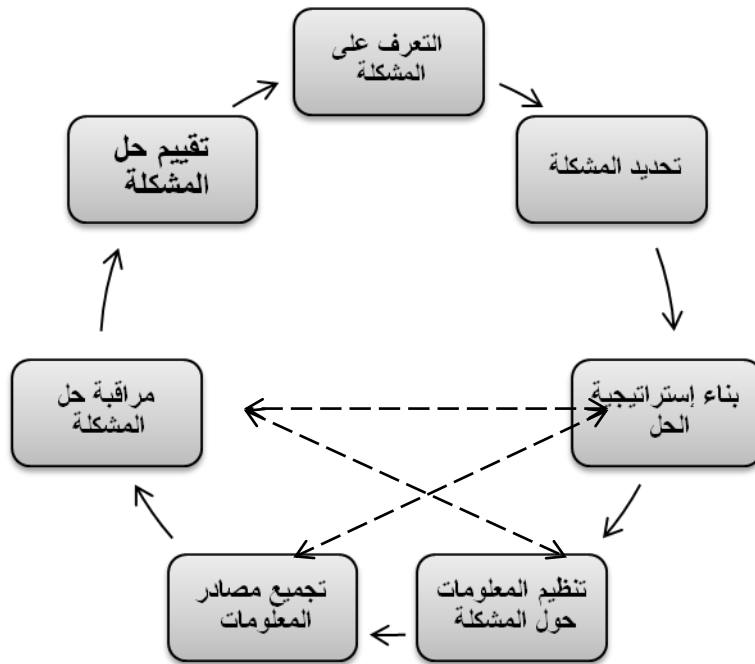 التعرف على
المشكلة
تحديد المشكلة
بناء إستراتيجية
الحل
تنظيم المعلومات
حول المشكلة
تجميع مصادر
المعلومات
مراقبة حل
المشكلة
تقييم حل
المشكلة